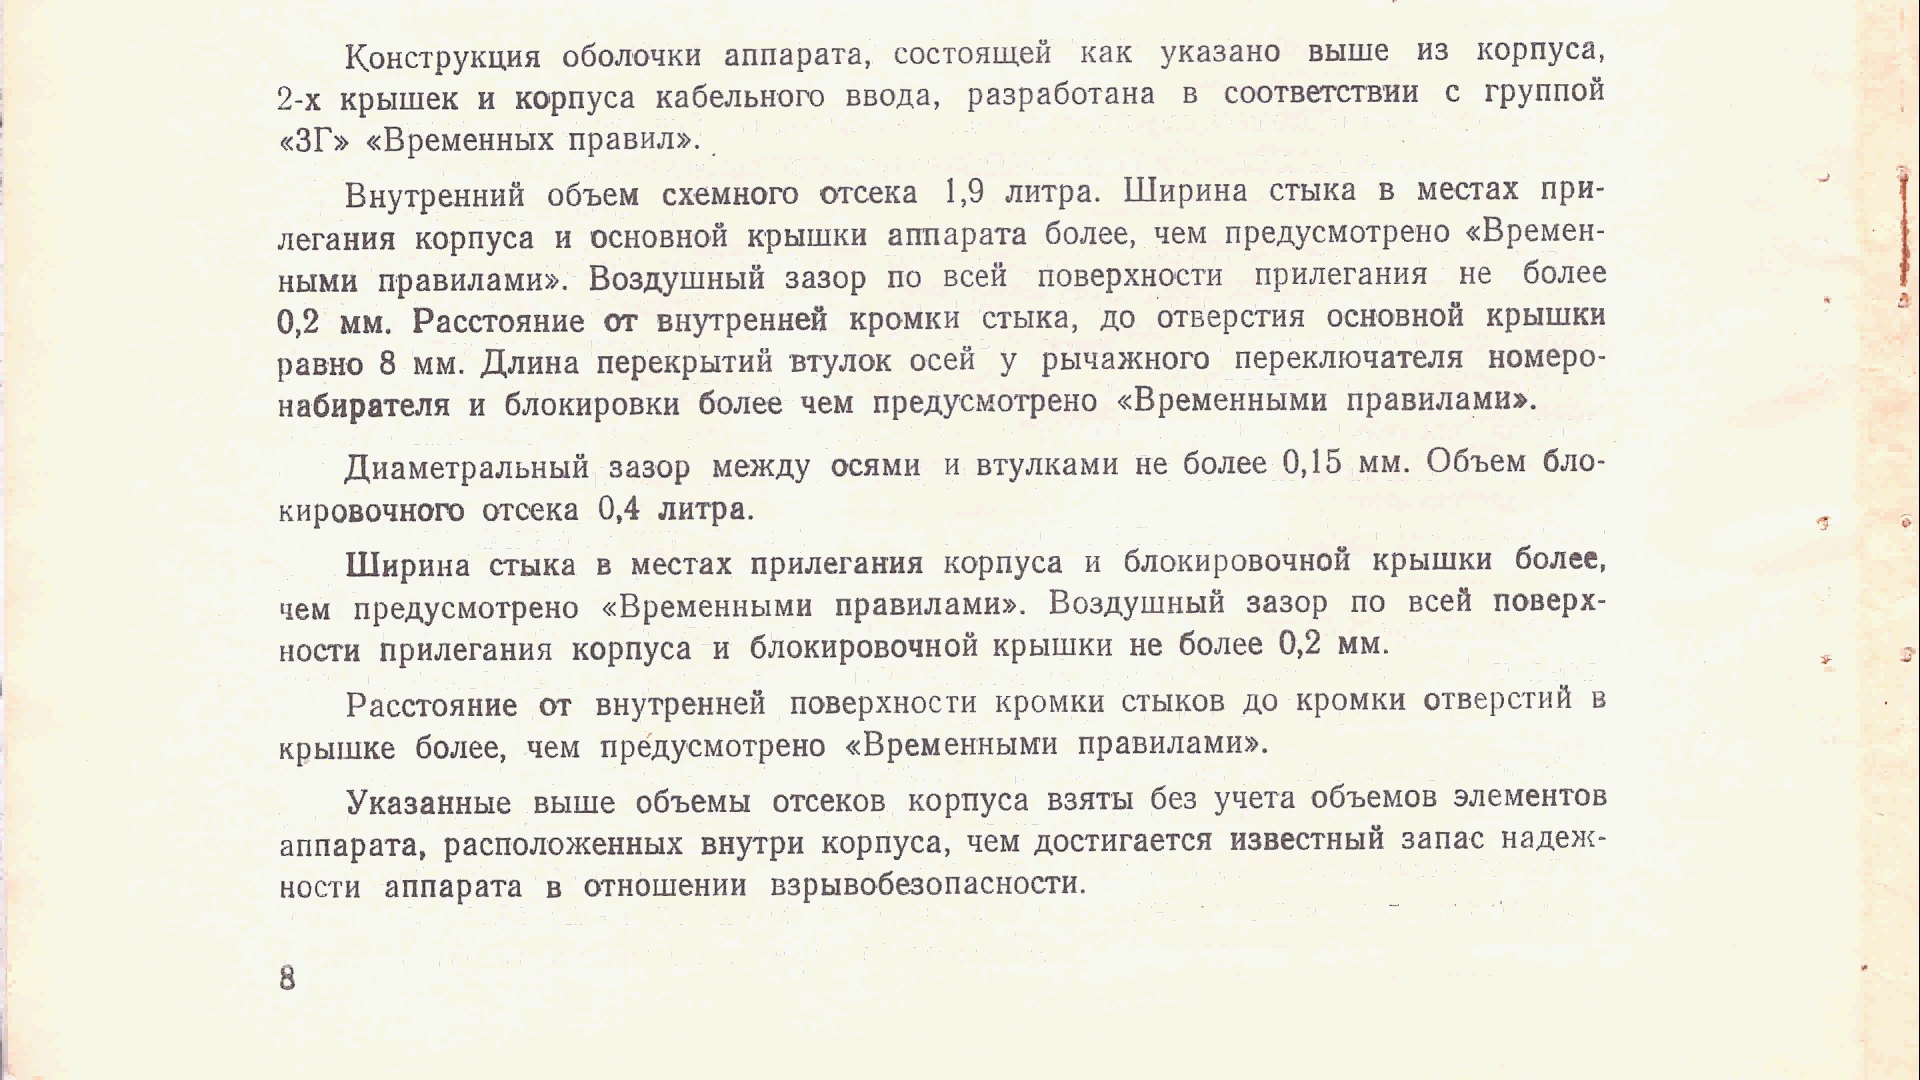 Конструкция оболочки аппарата, состоящей как указано выше из корпуса,
2-х крышек и корпуса кабельного ввода, разработана в соответствии с группой
«3Г» «Временных правил».
Внутренний объем схемного отсека 1,9 литра. Ширина стыка в местах при-
легания корпуса и основной крышки аппарата более, чем предусмотрено «Времен-
ными правилами». Воздушный зазор по всей поверхности прилегания не более
0,2 мм. Расстояние от внутренней кромки стыка, до отверстия основной крышки
равно 8 мм. Длина перекрытий втулок осей у рычажного переключателя номеро-
набирателя и блокировки более чем предусмотрено «Временными правилами».
Диаметральный зазор между осями и втулками не более 0,15 мм. Объем бло-
кировочного отсека 0,4 литра.
Ширина стыка в местах прилегания корпуса и блокировочной крышки более,
чем предусмотрено «Временными правилами». Воздушный зазор по всей поверх-
ности прилегания корпуса и блокировочной крышки не более 0,2 мм.
Расстояние от внутренней поверхности кромки стыков до кромки отверстий в
крышке более, чем предусмотрено «Временными правилами».
Указанные выше объемы отсеков корпуса взяты без учета объемов элементов
аппарата, расположенных внутри корпуса, чем достигается известный запас надеж-
ности аппарата в отношении взрывобезопасности.
8